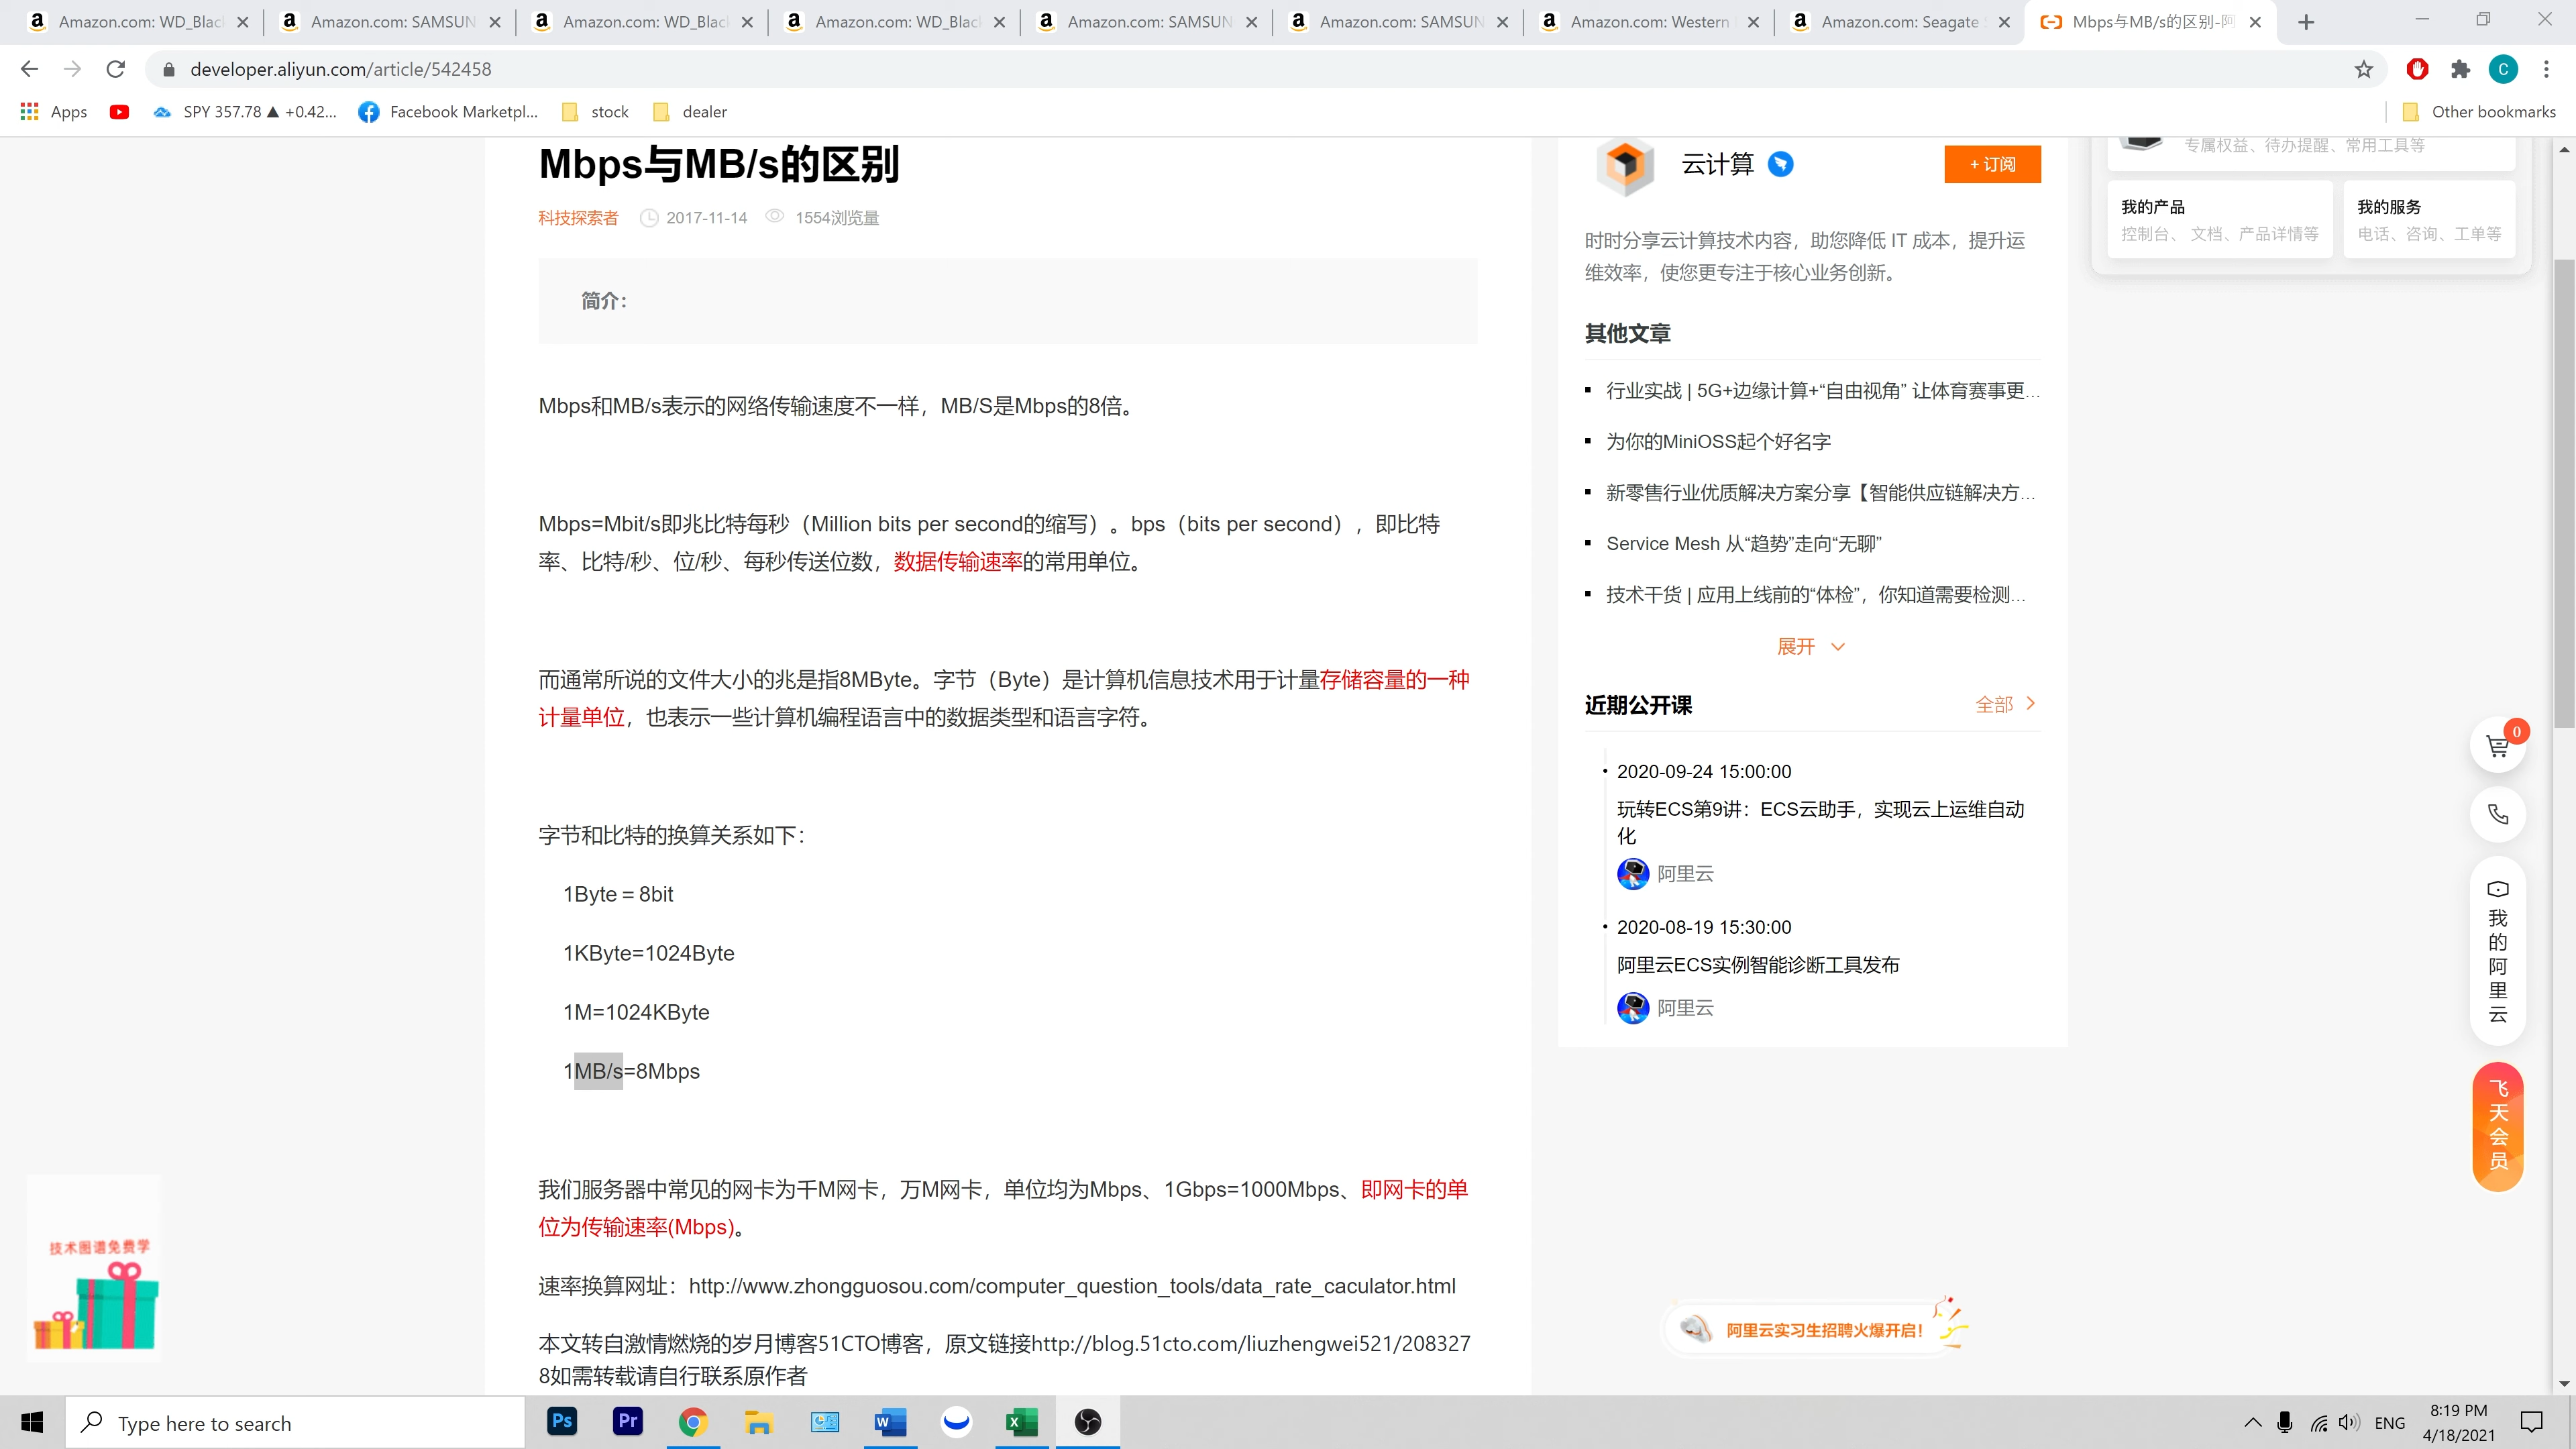 Amazon.com: WD_Blac
Amazon.com: SAMSUN
Amazon.com: WD_Blac
Amazon.com: WD_Blac
Amazon.com: SAMSUN
Amazon.com: SAMSUN
Amazon.com: Western
Amazon.com: Seagate
Mbps与MB/s的区别-阿
developer.aliyun.com/article/542458
C
Apps
SPY 357.78 ▲ +0.42...
Facebook Marketpl...
stock
dealer
Other bookmarks
Mbps与MB/s的区别
科技探索者 2017-11-14 1554浏览量
简介：
Mbps和MB/s表示的网络传输速度不一样，MB/S是Mbps的8倍。
Mbps=Mbit/s即兆比特每秒（Million bits per second的缩写）。bps（bits per second），即比特
率、比特/秒、位/秒、每秒传送位数，数据传输速率的常用单位。
而通常所说的文件大小的兆是指8MByte。字节（Byte）是计算机信息技术用于计量存储容量的一种
计量单位，也表示一些计算机编程语言中的数据类型和语言字符。
字节和比特的换算关系如下：
1Byte＝8bit
1KByte=1024Byte
1M=1024KByte
1MB/s=8Mbps
我们服务器中常见的网卡为千M网卡，万M网卡，单位均为Mbps、1Gbps=1000Mbps、即网卡的单
位为传输速率(Mbps)。
速率换算网址：http://www.zhongguosou.com/computer_question_tools/data_rate_caculator.html
本文转自激情燃烧的岁月博客51CTO博客，原文链接http://blog.51cto.com/liuzhengwei521/208327
8如需转载请自行联系原作者
云计算
+ 订阅
时时分享云计算技术内容，助您降低 IT 成本，提升运
维效率，使您更专注于核心业务创新。
其他文章
行业实战 | 5G+边缘计算+“自由视角” 让体育赛事更...
为你的MiniOSS起个好名字
新零售行业优质解决方案分享【智能供应链解决方...
Service Mesh 从“趋势”走向“无聊”
技术干货 | 应用上线前的“体检”，你知道需要检测...
展开
近期公开课
全部
2020-09-24 15:00:00
玩转ECS第9讲：ECS云助手，实现云上运维自动
化
阿里云
2020-08-19 15:30:00
阿里云ECS实例智能诊断工具发布
阿里云
专属权益、待办提醒、常用工具等
我的产品
控制台、 文档、产品详情等
我的服务
电话、咨询、工单等
0
我的阿里云
飞天会员
技术图谱免费学
阿里云实习生招聘火爆开启！
Type here to search
Ps
Pr
W
X
ENG
8:19 PM
4/18/2021